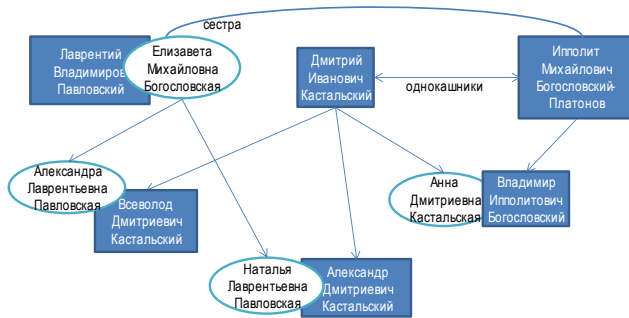 сестра
Лаврентий
Владимиров
Павловский
Елизавета
Михайловна
Богословская
Дмитрий
Иванович
Кастальский
однокашники
Ипполит
Михайлович
Богословский-
Платонов
Александра
Лаврентьевна
Павловская
Всеволод
Дмитриевич
Кастальский
Анна
Дмитриевна
Кастальская
Владимир
Ипполитович
Богословский
Наталья
Лаврентьевна
Павловская
Александр
Дмитриевич
Кастальский